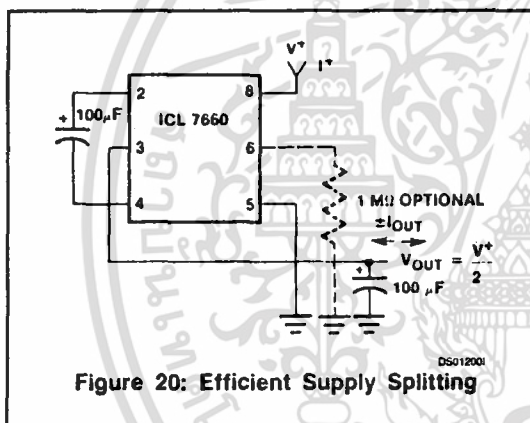 V+
I+
2
8
100μF
+
ICL 7660
3
6
4
5
1 MΩ OPTIONAL
±IOUT
VOUT = V+/2
+
100 μF
DS01200I
Figure 20: Efficient Supply Splitting